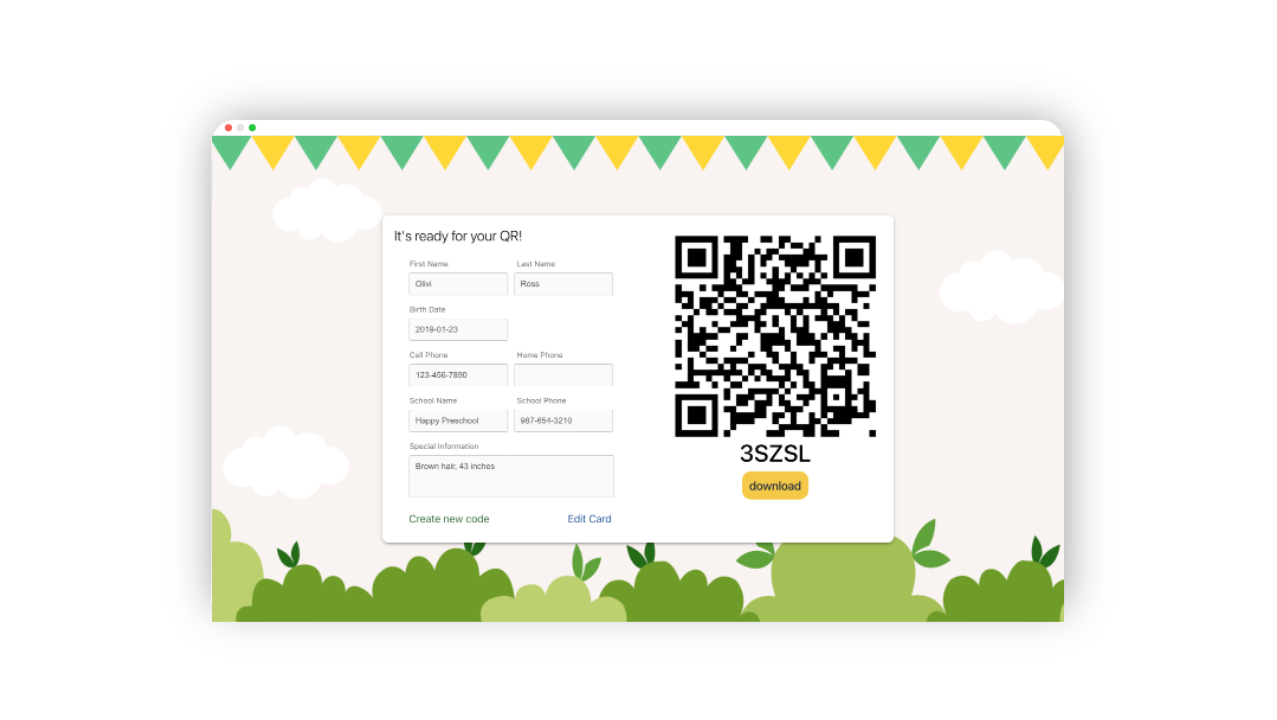 It's ready for your QR!
First Name Last Name
Olivi Ross
Birth Date
2019-01-23
Cell Phone Home Phone
123-456-7890
School Name School Phone
Happy Preschool 987-654-3210
Special Information
Brown hair, 43 inches
Create new code Edit Card
3SZSL
download